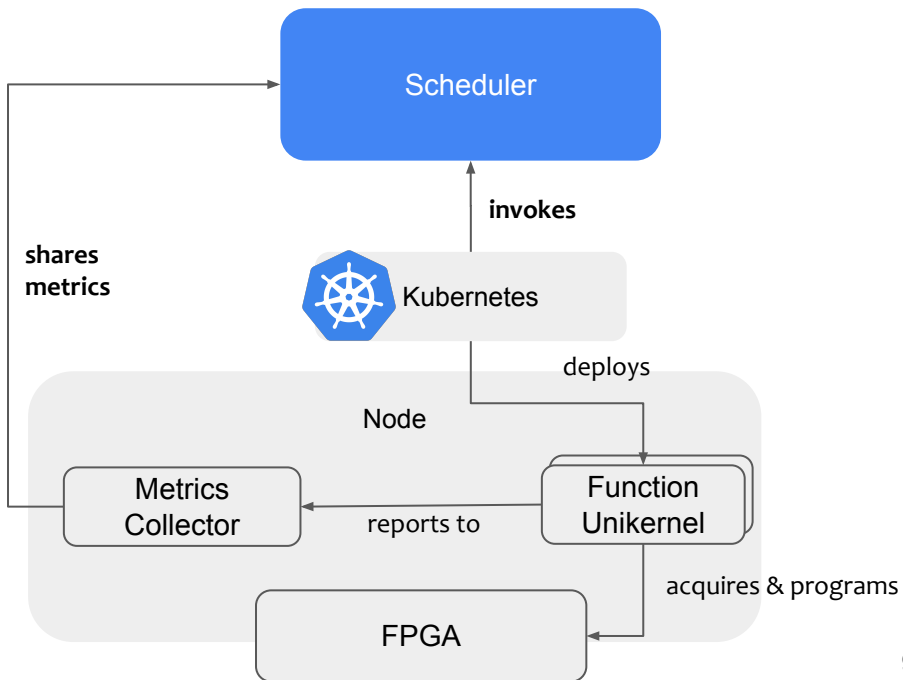 Scheduler
invokes
shares
metrics
Kubernetes
deploys
Node
Metrics
Collector
Function
Unikernel
reports to
acquires & programs
FPGA